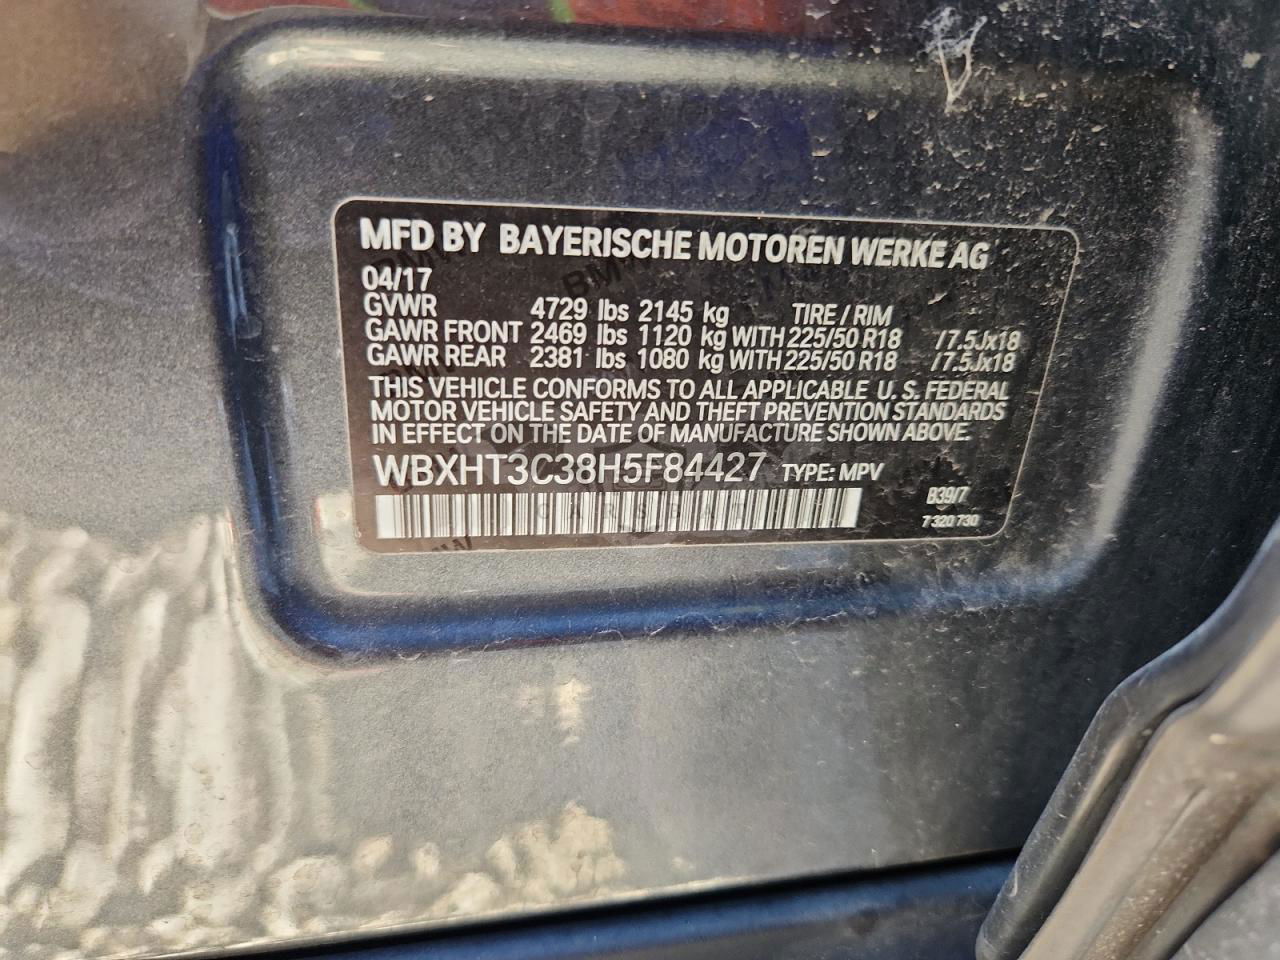 MFD BY BAYERISCHE MOTOREN WERKE AG
04/17
GVWR 4729 lbs 2145 kg TIRE / RIM
GAWR FRONT 2469 lbs 1120 kg WITH 225/50 R18 /7.5Jx18
GAWR REAR 2381 lbs 1080 kg WITH 225/50 R18 /7.5Jx18
THIS VEHICLE CONFORMS TO ALL APPLICABLE U.S. FEDERAL
MOTOR VEHICLE SAFETY AND THEFT PREVENTION STANDARDS
IN EFFECT ON THE DATE OF MANUFACTURE SHOWN ABOVE.
WBXHT3C38H5F84427 TYPE: MPV
B39/7
7 320 730